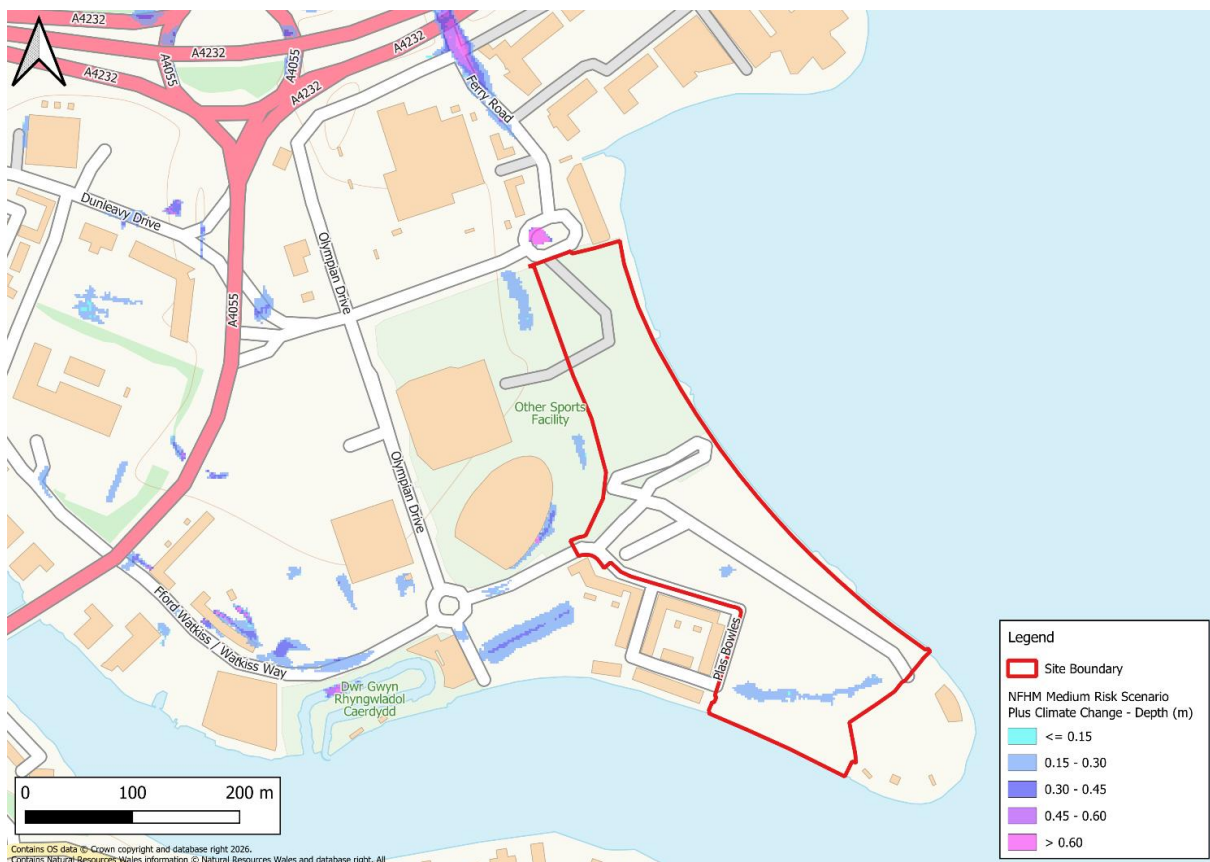 A4232
A4232
A4232
A4232
A4232
A4055
A4055
Ferry Road
Dunleavy Drive
Olympian Drive
A4055
Other Sports
Facility
Olympian Drive
Fford Watkiss / Watkiss Way
Plas Bowles
Dwr Gwyn
Rhyngwladol
Caerdydd
Legend
Site Boundary
NFHM Medium Risk Scenario
Plus Climate Change - Depth (m)
<= 0.15
0.15 - 0.30
0.30 - 0.45
0.45 - 0.60
> 0.60
0 100 200 m
Contains OS data © Crown copyright and database right 2026.
Contains Natural Resources Wales information © Natural Resources Wales and database right. All